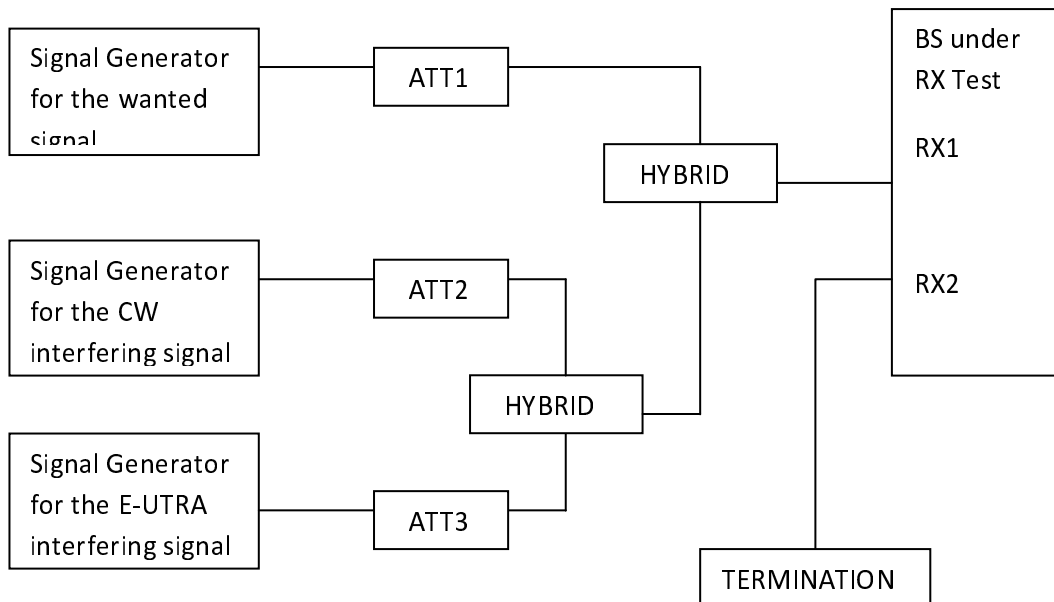 Signal Generator
for the wanted
signal
ATT1
HYBRID
BS under
RX Test
RX1
RX2
Signal Generator
for the CW
interfering signal
ATT2
HYBRID
Signal Generator
for the E-UTRA
interfering signal
ATT3
TERMINATION